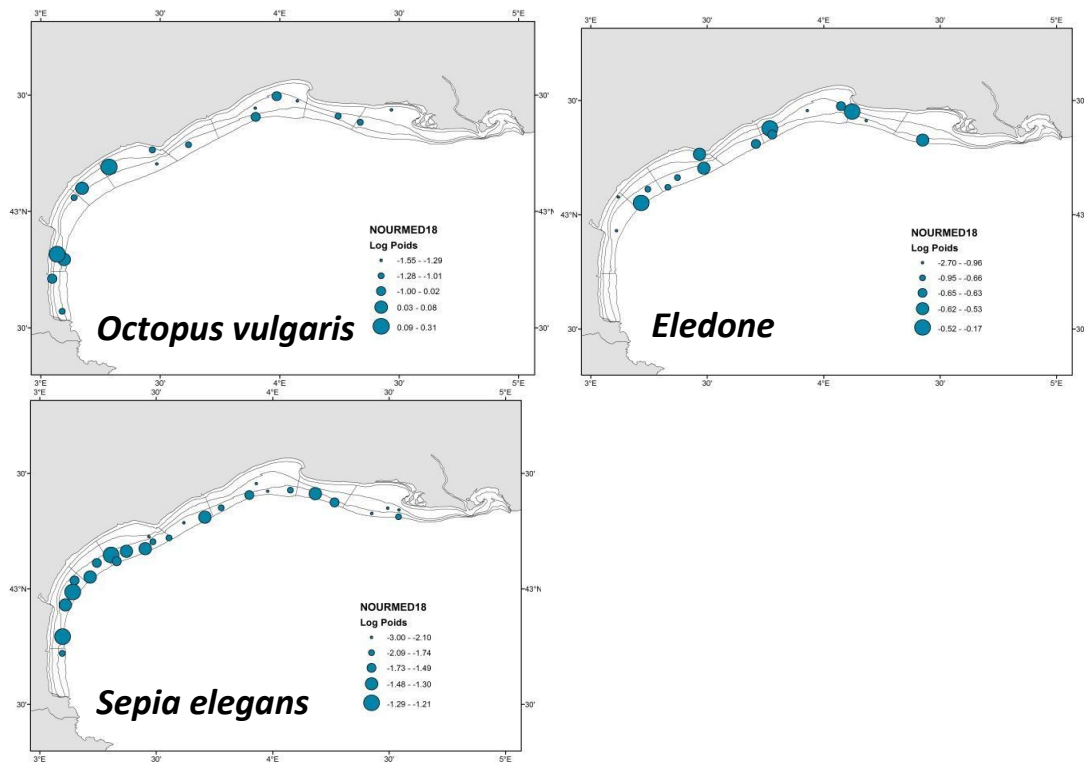 3°E 30' 4°E 30' 5°E
30' 30'
43°N 43°N
NOURMED18
Log Poids
-1.55 - -1.29
-1.28 - -1.01
-1.00 - 0.02
0.03 - 0.08
0.09 - 0.31
Octopus vulgaris
30' 30'
3°E 30' 4°E 30' 5°E
3°E 30' 4°E 30' 5°E
30' 30'
43°N 43°N
NOURMED18
Log Poids
-2.70 - -0.96
-0.95 - -0.66
-0.65 - -0.63
-0.62 - -0.53
-0.52 - -0.17
Eledone
30' 30'
3°E 30' 4°E 30' 5°E
3°E 30' 4°E 30' 5°E
30' 30'
43°N 43°N
NOURMED18
Log Poids
-3.00 - -2.10
-2.09 - -1.74
-1.73 - -1.49
-1.48 - -1.30
-1.29 - -1.21
Sepia elegans
30' 30'
3°E 30' 4°E 30' 5°E